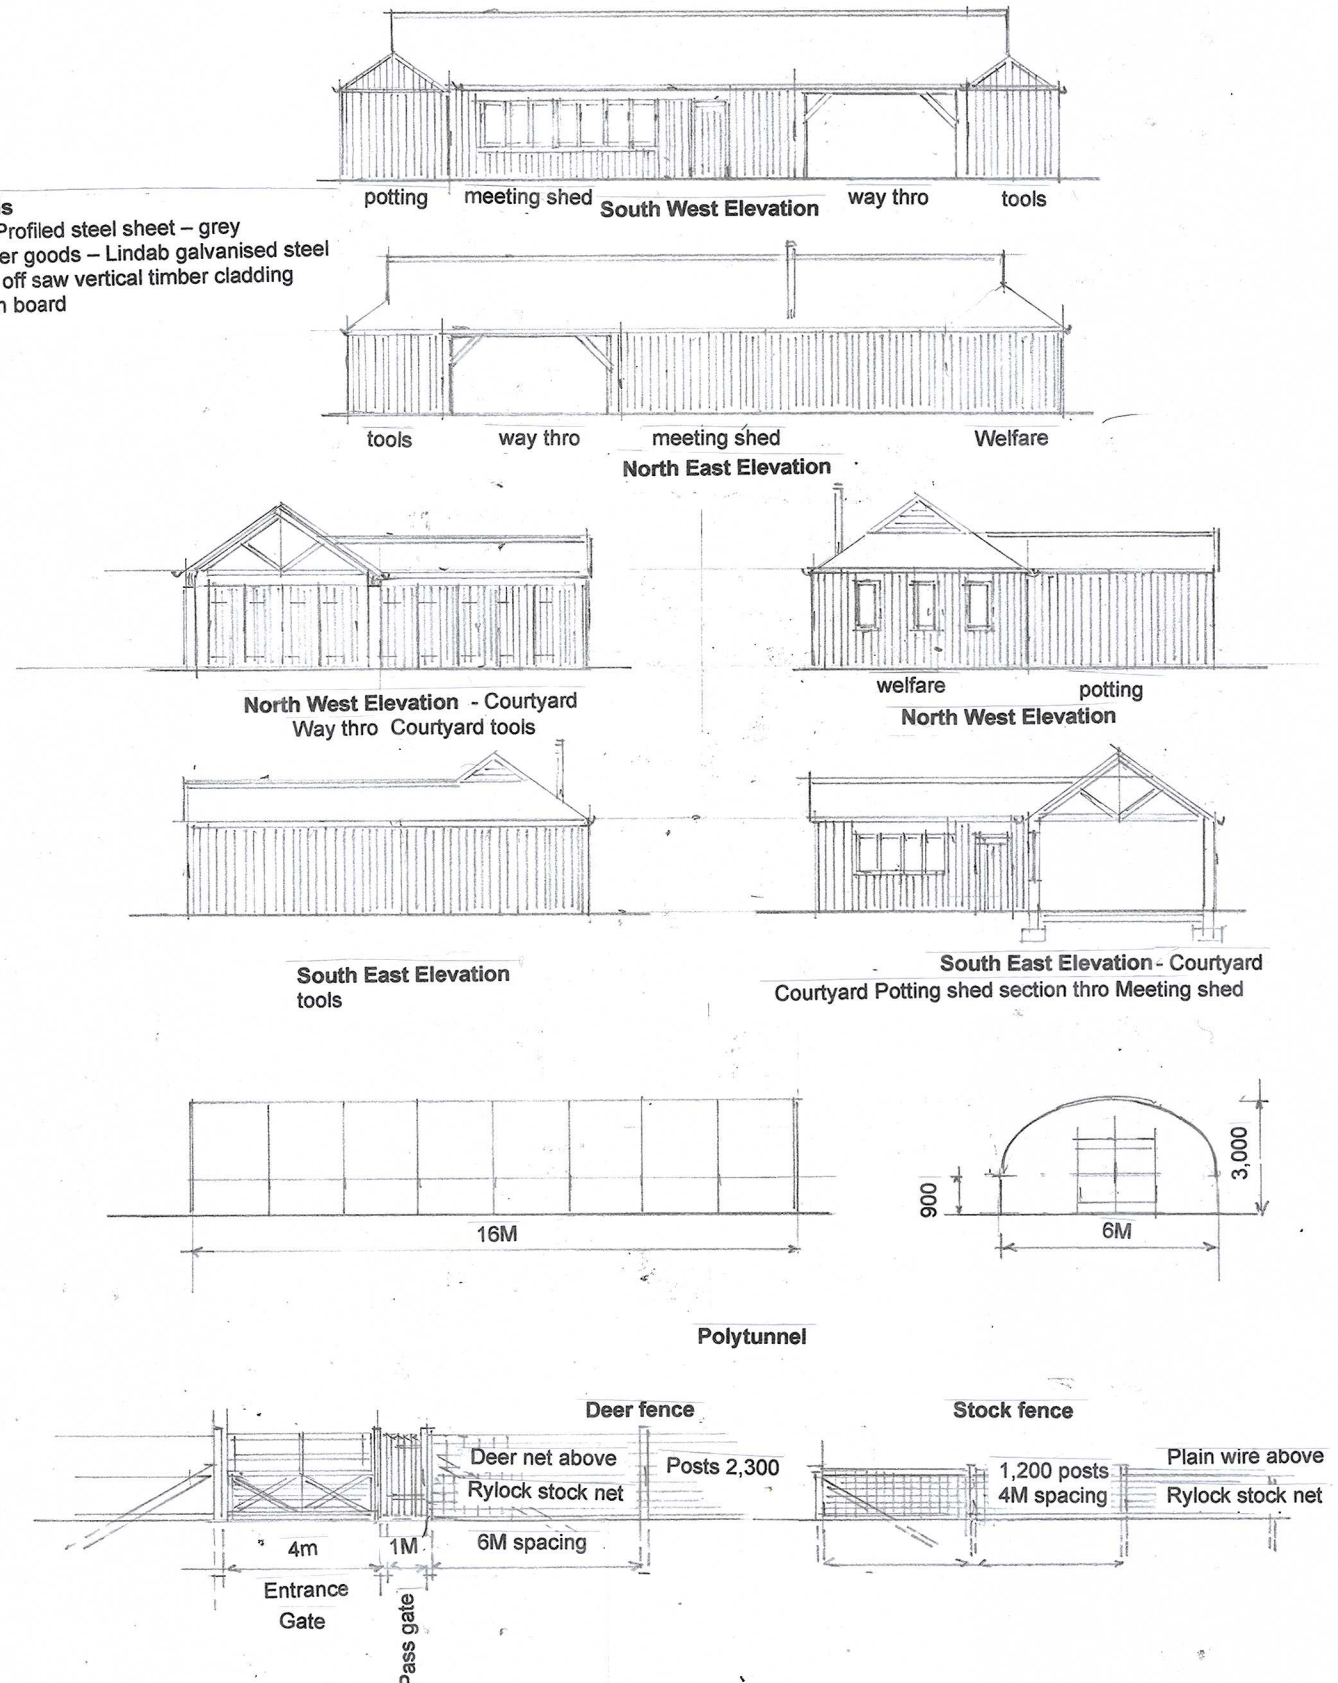 potting meeting shed South West Elevation way thro tools
Profiled steel sheet – grey
goods – Lindab galvanised steel
off saw vertical timber cladding
board
tools way thro meeting shed Welfare
North East Elevation
North West Elevation - Courtyard
Way thro Courtyard tools
welfare potting
North West Elevation
South East Elevation
tools
South East Elevation - Courtyard
Courtyard Potting shed section thro Meeting shed
16M
900
3,000
6M
Polytunnel
Deer fence
Deer net above
Rylock stock net
Posts 2,300
4m
1M
6M spacing
Entrance
Gate
Pass gate
Stock fence
1,200 posts
4M spacing
Plain wire above
Rylock stock net